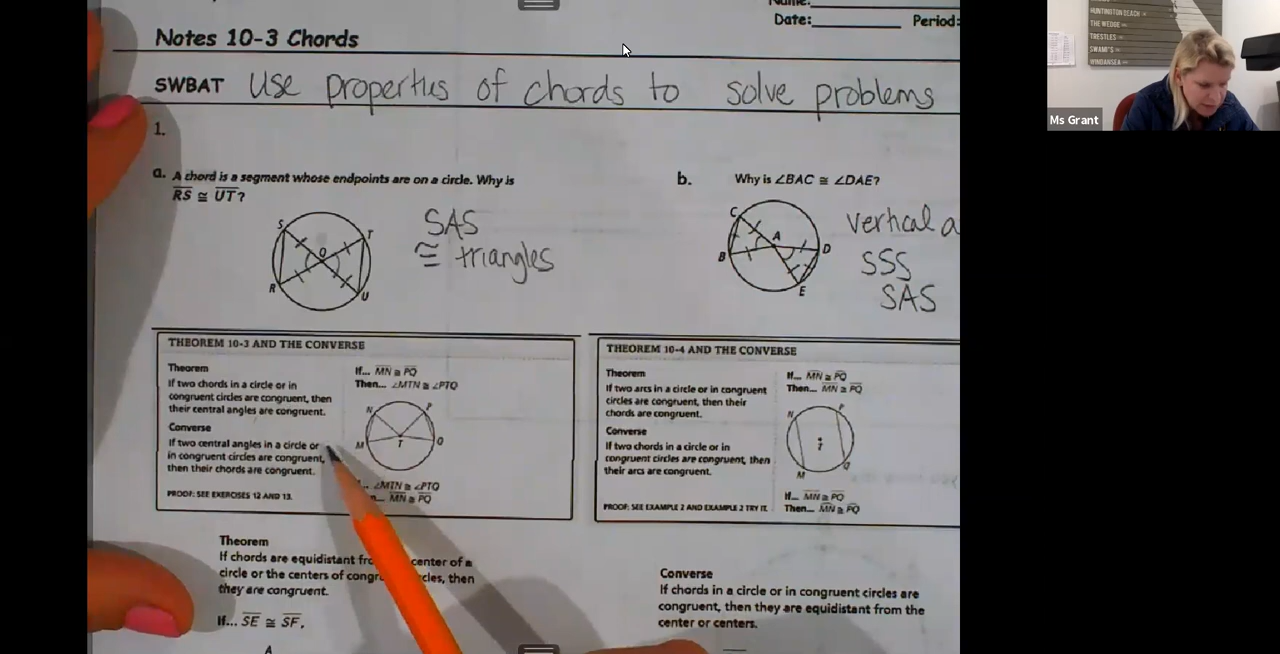 Name:
Date: Period:
Notes 10-3 Chords
SWBAT Use properties of chords to solve problems
1.
a. A chord is a segment whose endpoints are on a circle. Why is
RS ≅ UT?
S
T
Q
R
U
SAS
≅ triangles
b. Why is ∠BAC ≅ ∠DAE?
C
A
B
D
E
vertical a
SSS
SAS
THEOREM 10-3 AND THE CONVERSE
Theorem
If two chords in a circle or in
congruent circles are congruent, then
their central angles are congruent.
Converse
If two central angles in a circle or
in congruent circles are congruent,
then their chords are congruent.
PROOF: SEE EXERCISES 12 AND 13.
If... MN ≅ PQ
Then... ∠MTN ≅ ∠PTQ
N
P
M
T
Q
∠MTN ≅ ∠PTQ
MN ≅ PQ
THEOREM 10-4 AND THE CONVERSE
Theorem
If two arcs in a circle or in congruent
circles are congruent, then their
chords are congruent.
Converse
If two chords in a circle or in
congruent circles are congruent, then
their arcs are congruent.
PROOF: SEE EXAMPLE 2 AND EXAMPLE 2 TRY IT.
If... MN ≅ PQ
Then... MN ≅ PQ
N
P
T
M
Q
If... MN ≅ PQ
Then... MN ≅ PQ
Theorem
If chords are equidistant center of a
circle or the centers of then
they are congruent.
If... SE ≅ SF,
A
Converse
If chords in a circle or in congruent circles are
congruent, then they are equidistant from the
center or centers.
HUNTINGTON BEACH
THE WEDGE
TRESTLES
SWAMI'S
WINDANSEA
Ms Grant